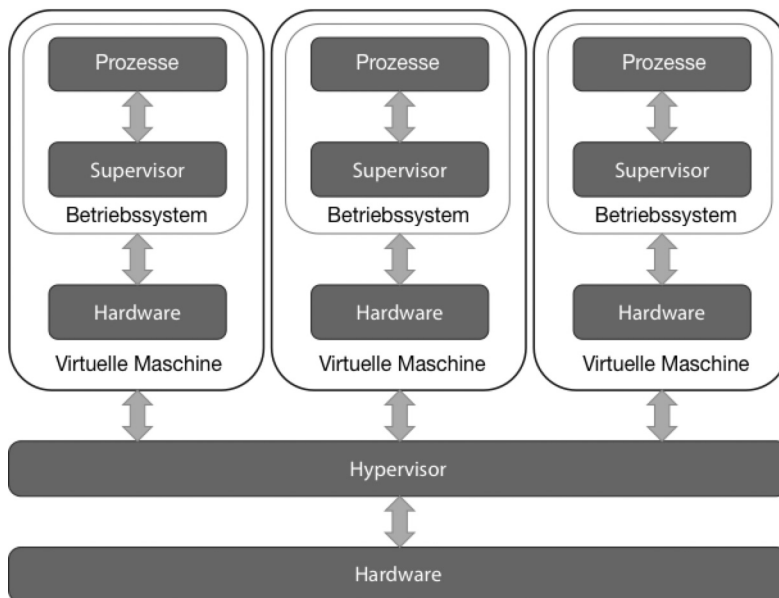 Prozesse
Supervisor
Betriebssystem
Hardware
Virtuelle Maschine
Prozesse
Supervisor
Betriebssystem
Hardware
Virtuelle Maschine
Prozesse
Supervisor
Betriebssystem
Hardware
Virtuelle Maschine
Hypervisor
Hardware